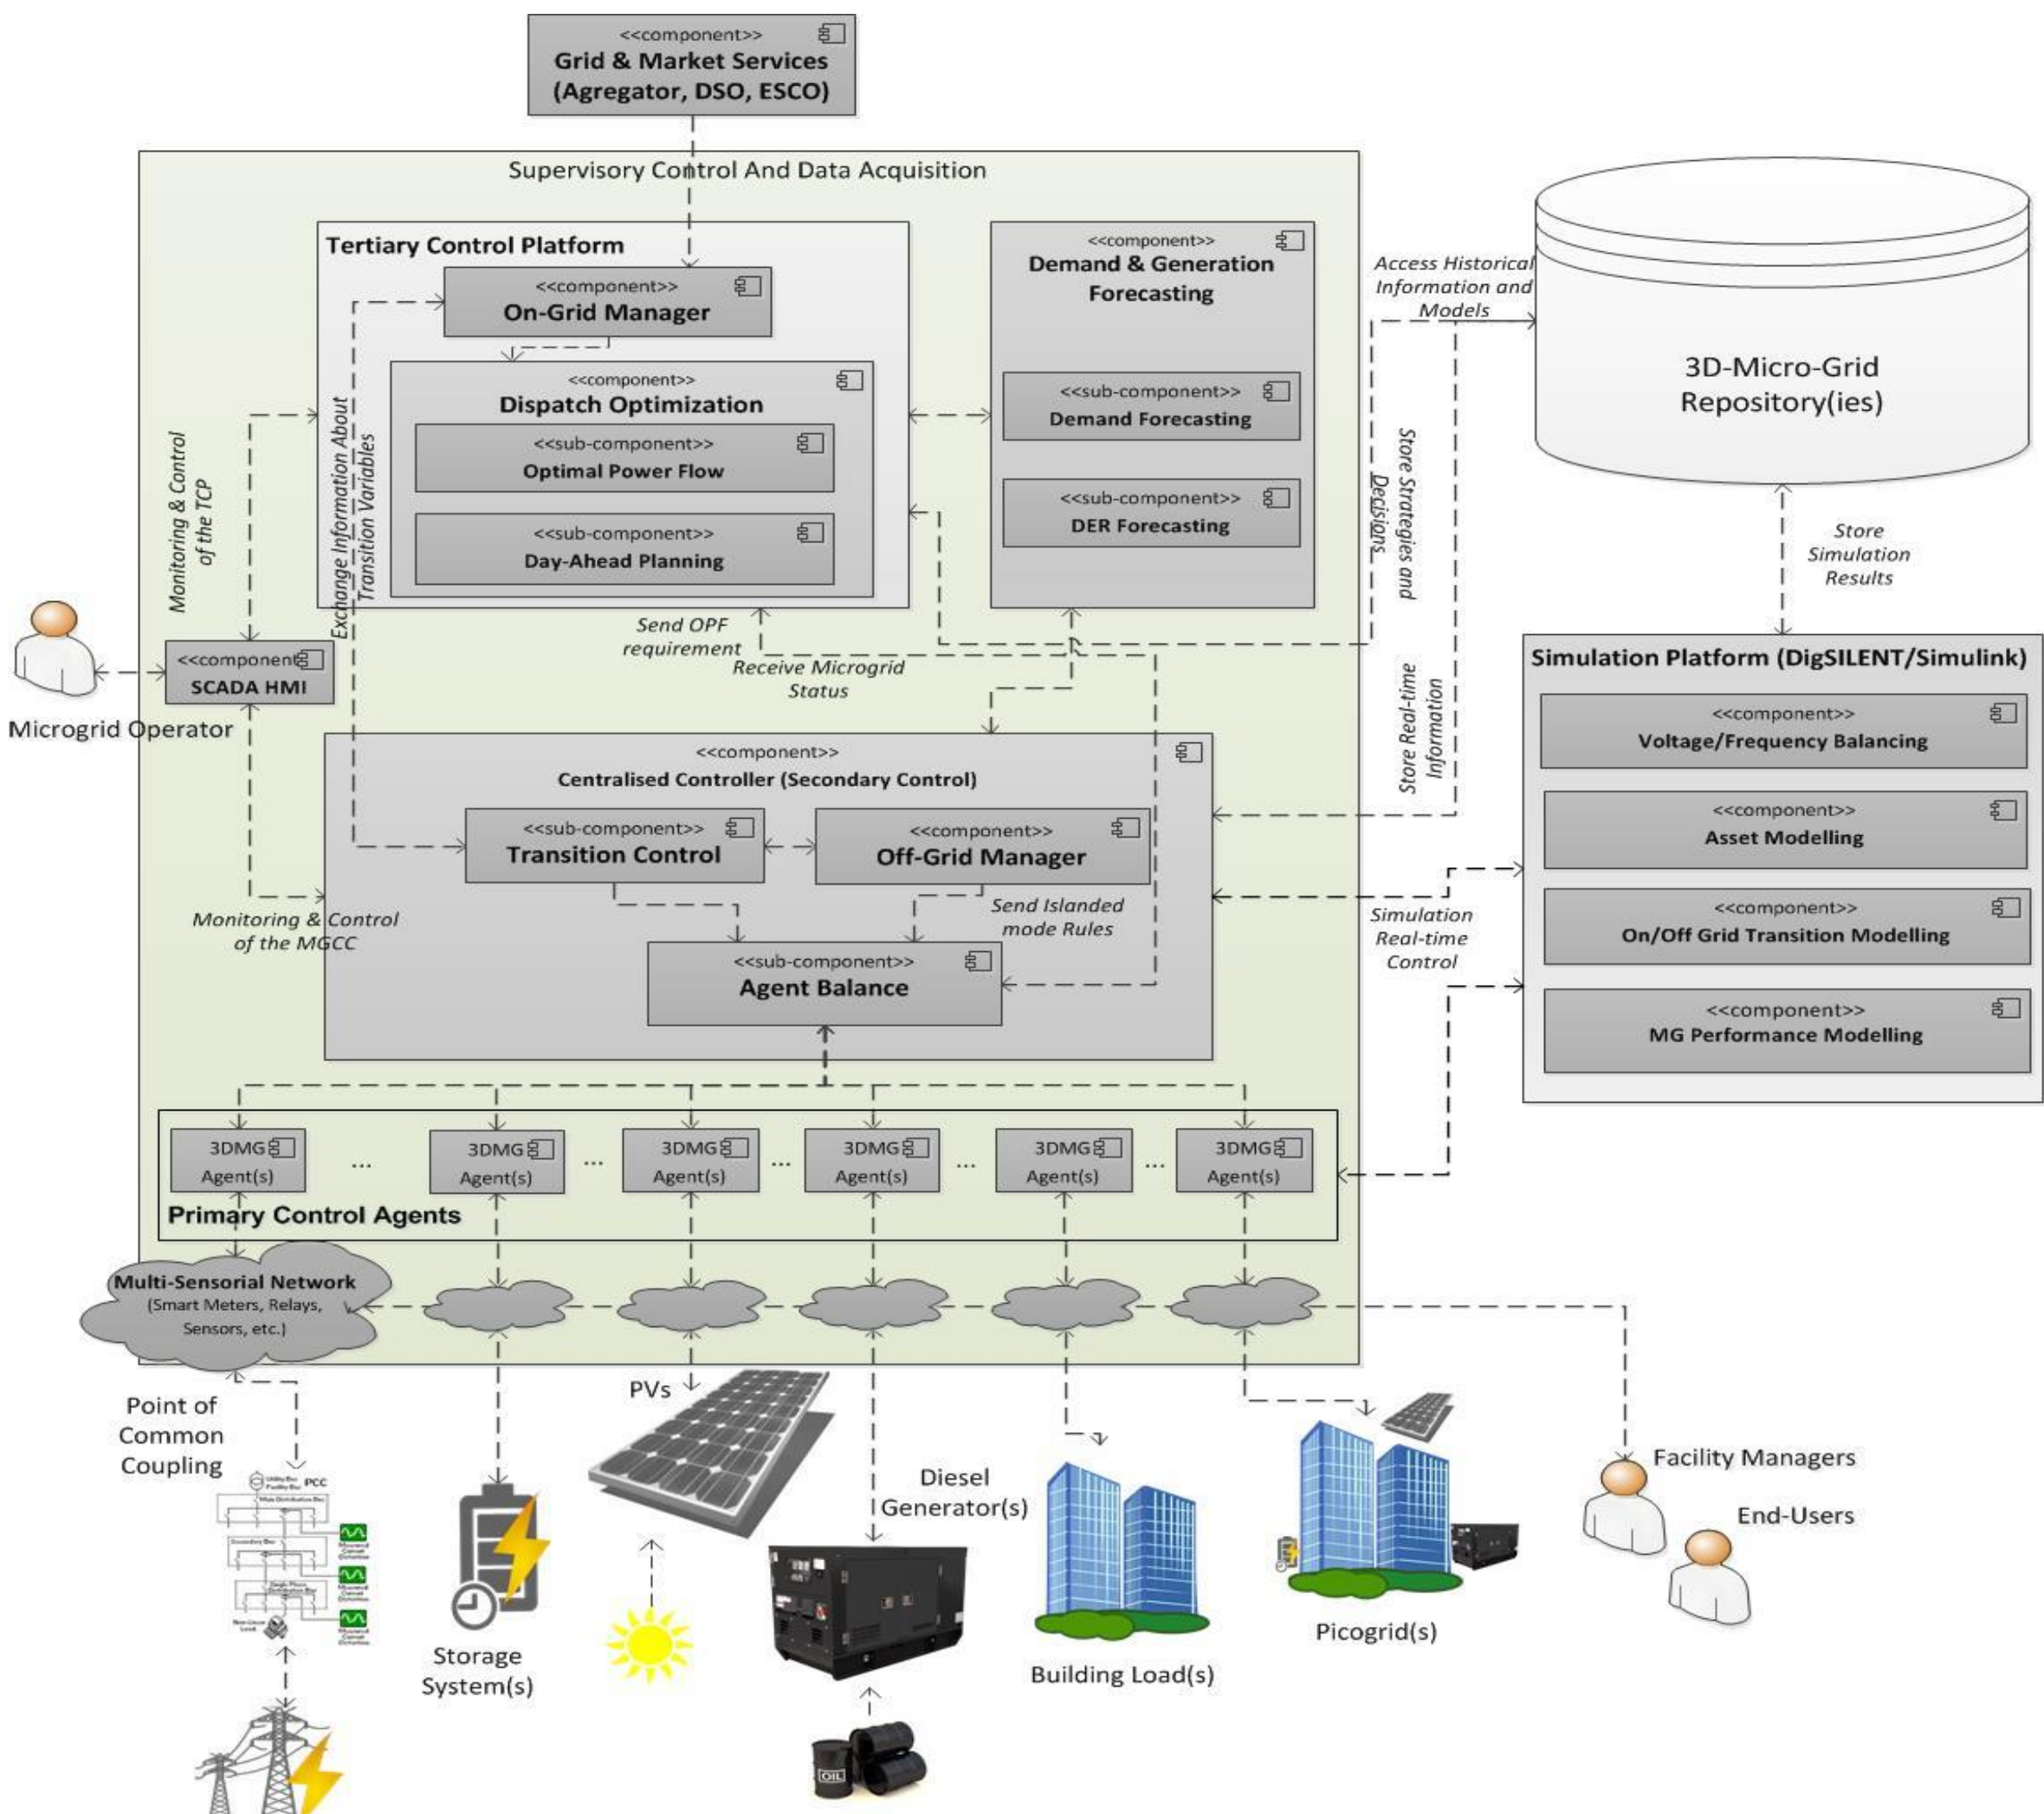 <<component>>
Grid & Market Services
(Agregator, DSO, ESCO)
Supervisory Control And Data Acquisition
Tertiary Control Platform
<<component>>
On-Grid Manager
<<component>>
Dispatch Optimization
<<sub-component>>
Optimal Power Flow
<<sub-component>>
Day-Ahead Planning
<<component>>
Demand & Generation
Forecasting
<<sub-component>>
Demand Forecasting
<<sub-component>>
DER Forecasting
Access Historical
Information and
Models
3D-Micro-Grid
Repository(ies)
Monitoring & Control
of the TCP
Exchange Information About
Transition Variables
Store Strategies and
Decisions
Store
Simulation
Results
Send OPF
requirement
Receive Microgrid
Status
<<component
SCADA HMI
Microgrid Operator
Store Real-time
Information
Simulation Platform (DigSILENT/Simulink)
<<component>>
Voltage/Frequency Balancing
<<component>>
Asset Modelling
<<component>>
On/Off Grid Transition Modelling
<<component>>
MG Performance Modelling
<<component>>
Centralised Controller (Secondary Control)
<<sub-component>>
Transition Control
<<component>>
Off-Grid Manager
Send Islanded
mode Rules
<<sub-component>>
Agent Balance
Monitoring & Control
of the MGCC
Simulation
Real-time
Control
3DMG
Agent(s)
...
3DMG
Agent(s)
...
3DMG
Agent(s)
...
3DMG
Agent(s)
...
3DMG
Agent(s)
...
3DMG
Agent(s)
Primary Control Agents
Multi-Sensorial Network
(Smart Meters, Relays,
Sensors, etc.)
Point of
Common
Coupling
PCC
PVs
Diesel
Generator(s)
Storage
System(s)
Building Load(s)
Picogrid(s)
Facility Managers
End-Users
OIL